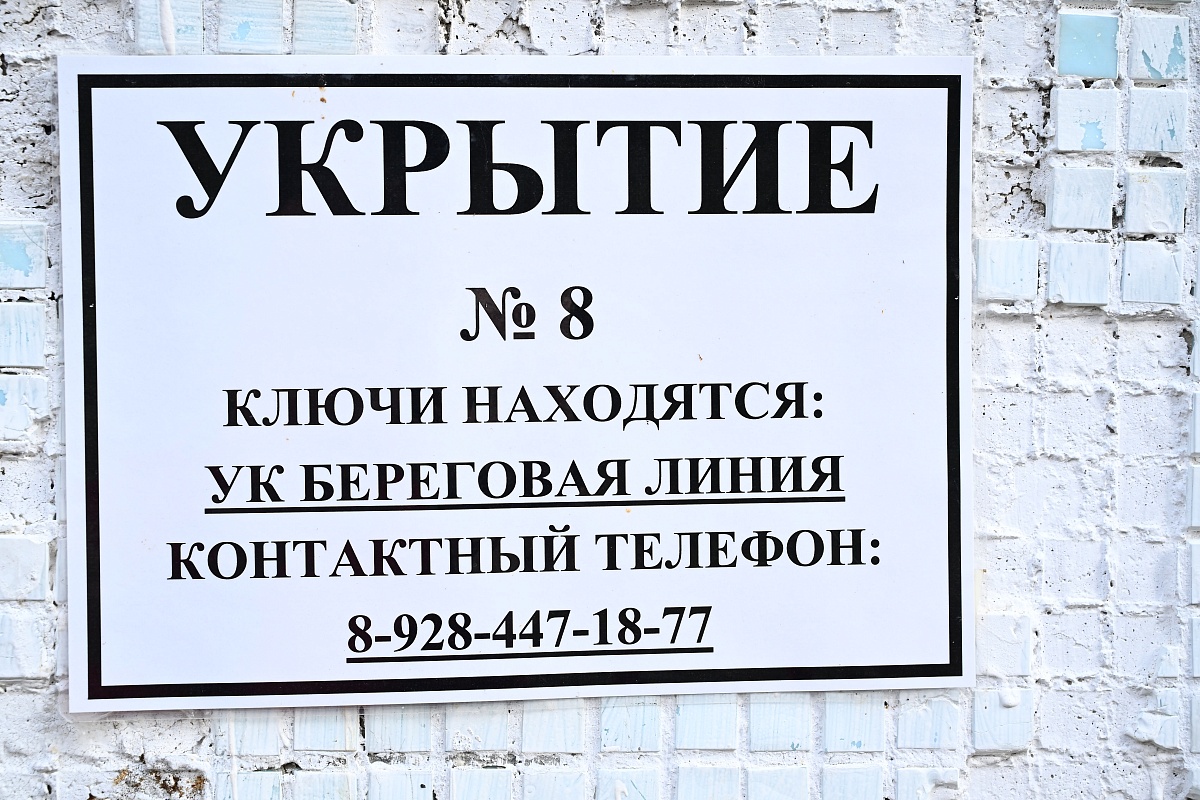 УКРЫТИЕ
№ 8
КЛЮЧИ НАХОДЯТСЯ:
УК БЕРЕГОВАЯ ЛИНИЯ
КОНТАКТНЫЙ ТЕЛЕФОН:
8-928-447-18-77